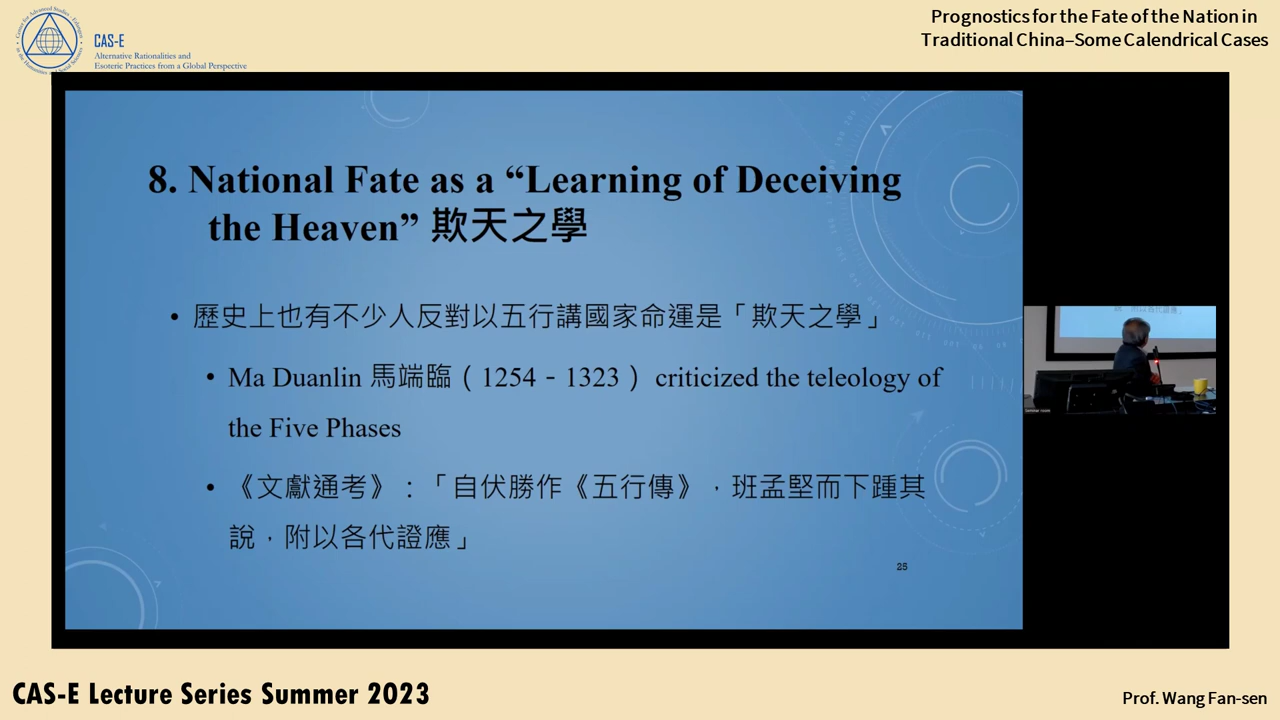 CAS-E
Alternative Rationalities and
Esoteric Practices from a Global Perspective
Prognostics for the Fate of the Nation in
Traditional China–Some Calendrical Cases
8. National Fate as a “Learning of Deceiving
the Heaven” 欺天之學
• 歷史上也有不少人反對以五行講國家命運是「欺天之學」
• Ma Duanlin 馬端臨（1254－1323） criticized the teleology of
the Five Phases
• 《文獻通考》：「自伏勝作《五行傳》，班孟堅而下踵其
說，附以各代證應」
25
CAS-E Lecture Series Summer 2023
Prof. Wang Fan-sen